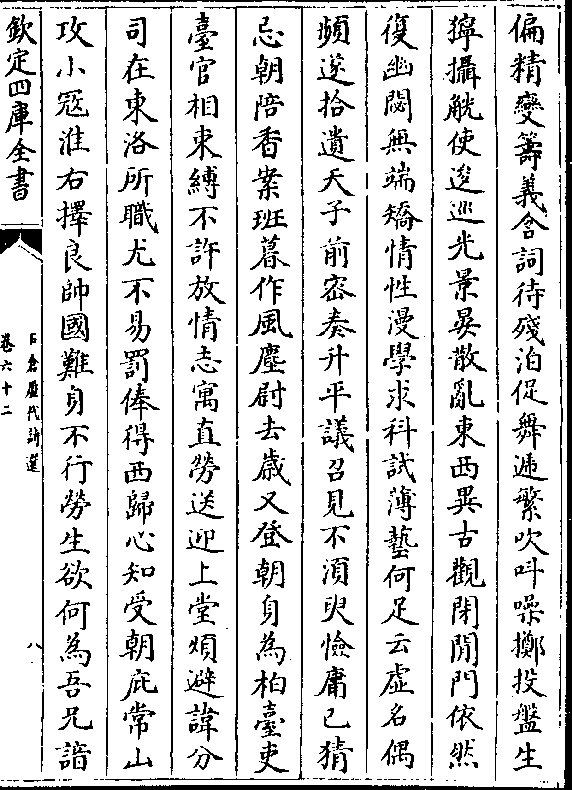 偏精變籌義含詞待殘泊促舞遞繁吹叫噪擲投盤生
獰攝觥使逡巡光景晏散亂東西異古觀閉閒門依然
復幽閟無端矯情性漫學求科試薄藝何足云虛名偶
頻遂拾遺天子前密奏升平議召見不須臾憸庸已猜
忌朝陪香案班暮作風塵尉去歲又登朝身為柏臺吏
臺官相束縛不許放情志寓直勞送迎上堂煩避諱分
司在東洛所職尤不易罰俸得西歸心知受朝庇常山
攻小寇淮右擇良帥國難身不行勞生欲何為吾兄諳
欽定四庫全書
石倉歷代詩選
卷六十二
八